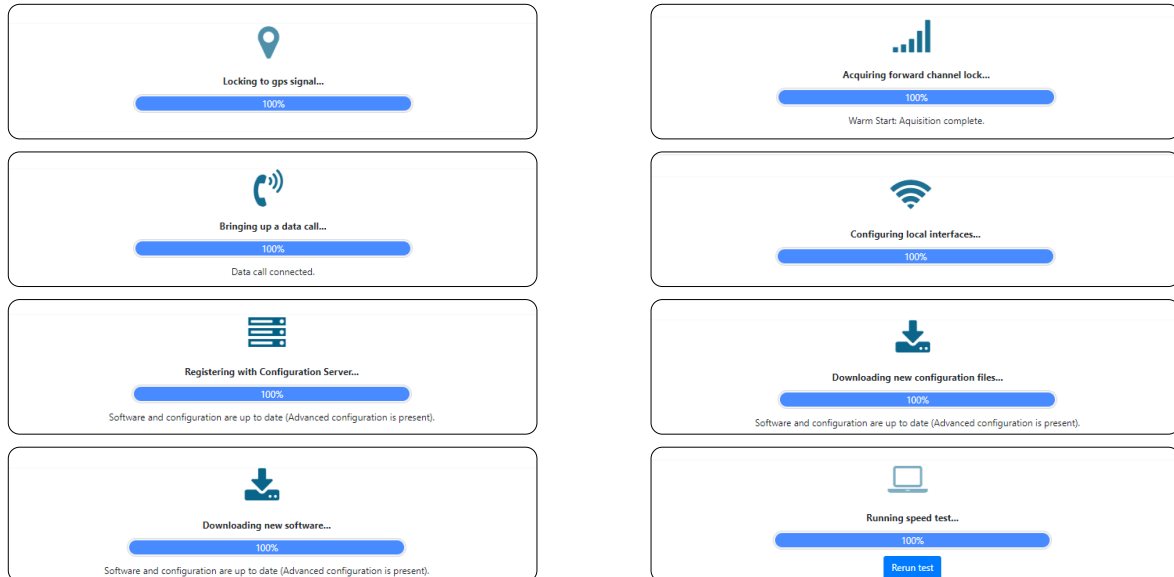 Locking to gps signal...
100%
Acquiring forward channel lock...
100%
Warm Start: Aquisition complete.
Bringing up a data call...
100%
Data call connected.
Configuring local interfaces...
100%
Registering with Configuration Server...
100%
Software and configuration are up to date (Advanced configuration is present).
Downloading new configuration files...
100%
Software and configuration are up to date (Advanced configuration is present).
Downloading new software...
100%
Software and configuration are up to date (Advanced configuration is present).
Running speed test...
100%
Rerun test